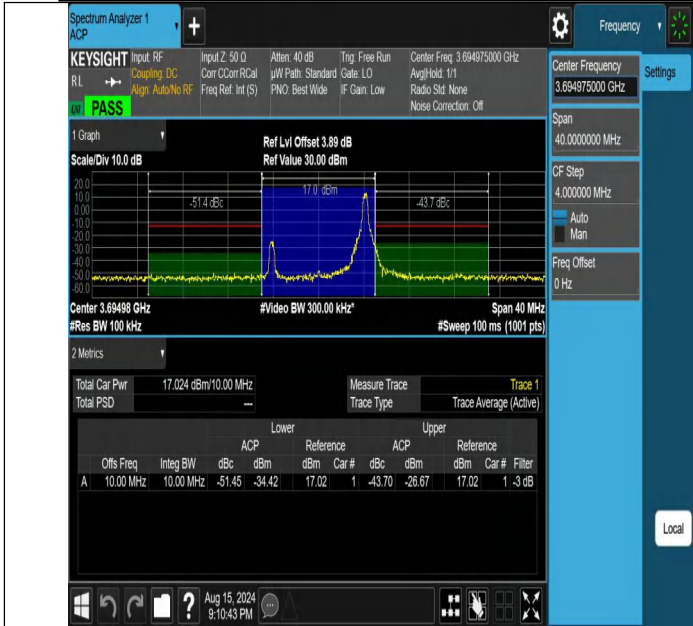 Spectrum Analyzer 1
ACP
+
Frequency
KEYSIGHT
Input: RF
Coupling: DC
Align: Auto/No RF
Input Z: 50 Ω
Corr CCorr RCal
Freq Ref: Int (S)
Atten: 40 dB
µW Path: Standard
PNO: Best Wide
Trig: Free Run
Gate: LO
IF Gain: Low
Center Freq: 3.694975000 GHz
Avg|Hold: 1/1
Radio Std: None
Noise Correction: Off
RL
PASS
Center Frequency
3.694975000 GHz
Settings
Span
40.0000000 MHz
CF Step
4.000000 MHz
Auto
Man
Freq Offset
0 Hz
1 Graph
Scale/Div 10.0 dB
Ref Lvl Offset 3.89 dB
Ref Value 30.00 dBm
20.0
10.0
0.00
-10.0
-20.0
-30.0
-40.0
-50.0
-60.0
-51.4 dBc
17.0 dBm
-43.7 dBc
Center 3.69498 GHz
#Video BW 300.00 kHz*
Span 40 MHz
#Res BW 100 kHz
#Sweep 100 ms (1001 pts)
2 Metrics
Total Car Pwr 17.024 dBm/10.00 MHz
Total PSD ---
Measure Trace Trace 1
Trace Type Trace Average (Active)
Lower Upper
ACP Reference ACP Reference
Offs Freq Integ BW dBc dBm dBm Car # dBc dBm dBm Car # Filter
A 10.00 MHz 10.00 MHz -51.45 -34.42 17.02 1 -43.70 -26.67 17.02 1 -3 dB
Local
?
Aug 15, 2024
9:10:43 PM